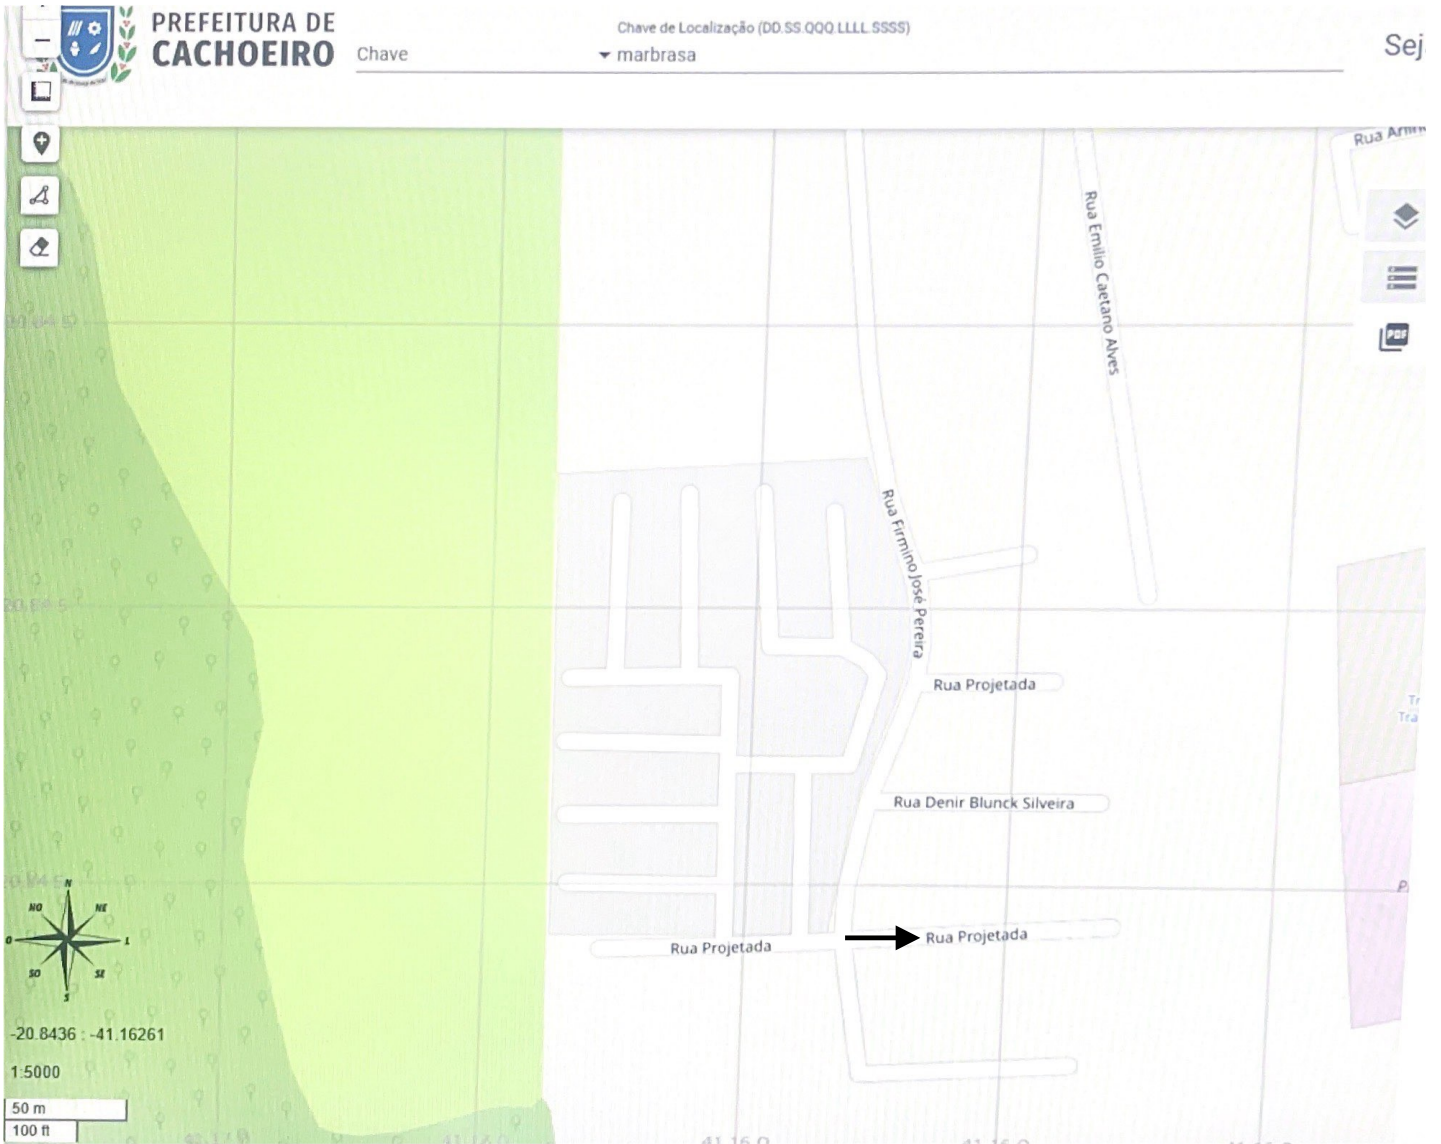 PREFEITURA DE
CACHOEIRO
Chave de Localização (DD.SS.QQQ.LLLL.SSSS)
Chave
marbrasa
Sej
Rua Emílio Caetano Alves
Rua Firmino José Pereira
Rua Projetada
Rua Denir Blunck Silveira
Rua Projetada
Rua Projetada
N
NO
NE
O
L
SO
SE
S
-20.8436 : -41.16261
1:5000
50 m
100 ft
PDF